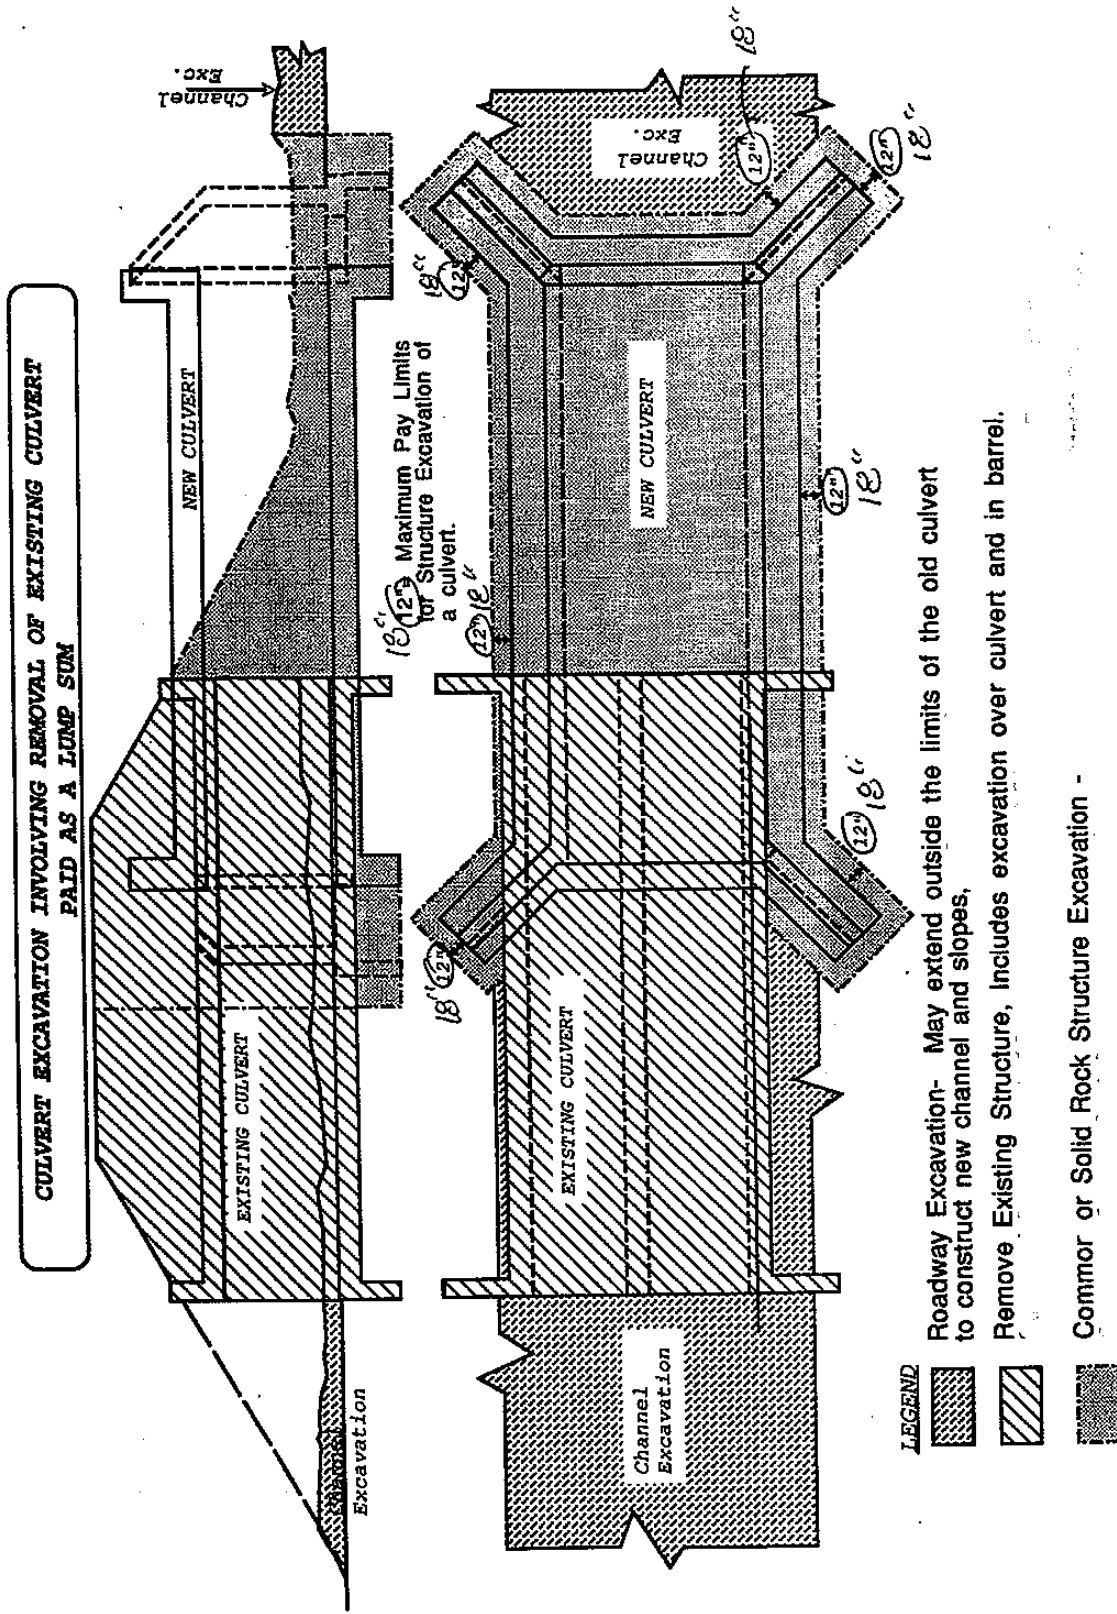 CULVERT EXCAVATION INVOLVING REMOVAL OF EXISTING CULVERT
PAID AS A LUMP SUM
Channel
Exc.
NEW CULVERT
EXISTING CULVERT
Channel
Excavation
18"
12"= Maximum Pay Limits
for Structure Excavation of
a culvert.
18"
12"
18"
12"
18"
12"
18"
12"
18"
12"
18"
12"
18"
12"
Channel
Exc.
NEW CULVERT
EXISTING CULVERT
Channel
Excavation
LEGEND
Roadway Excavation- May extend outside the limits of the old culvert
to construct new channel and slopes,
Remove Existing Structure, Includes excavation over culvert and in barrel.
Commor or Solid Rock Structure Excavation -